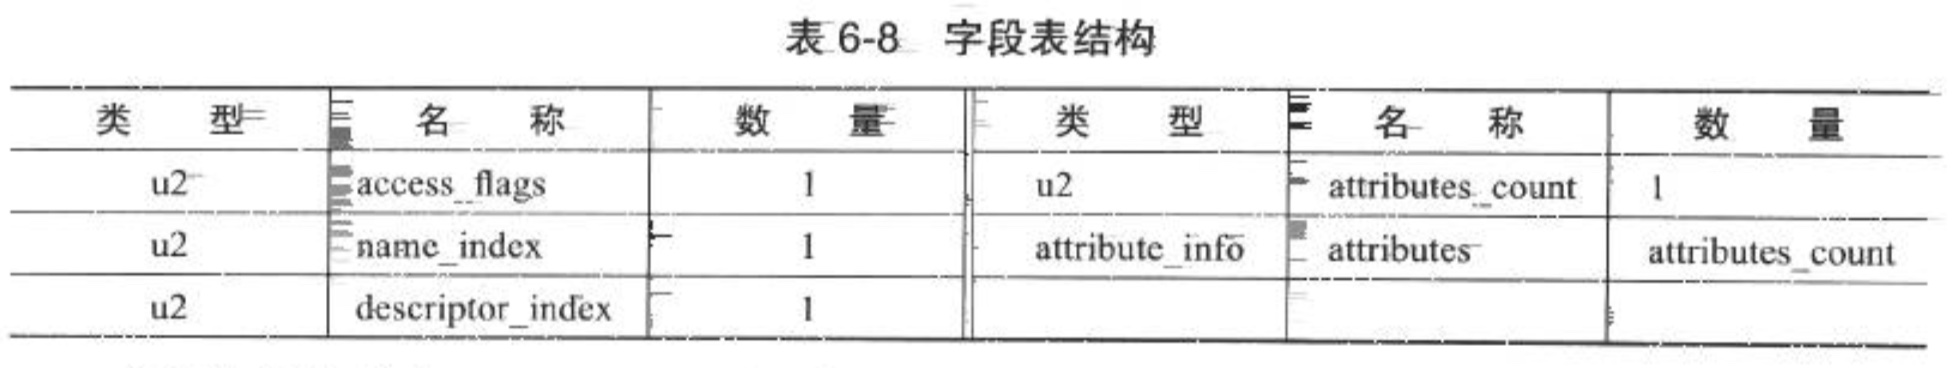 表 6-8 字段表结构
类 型 名 称 数 量 类 型 名 称 数 量
u2 access_flags 1 u2 attributes_count 1
u2 name_index 1 attribute_info attributes attributes_count
u2 descriptor_index 1